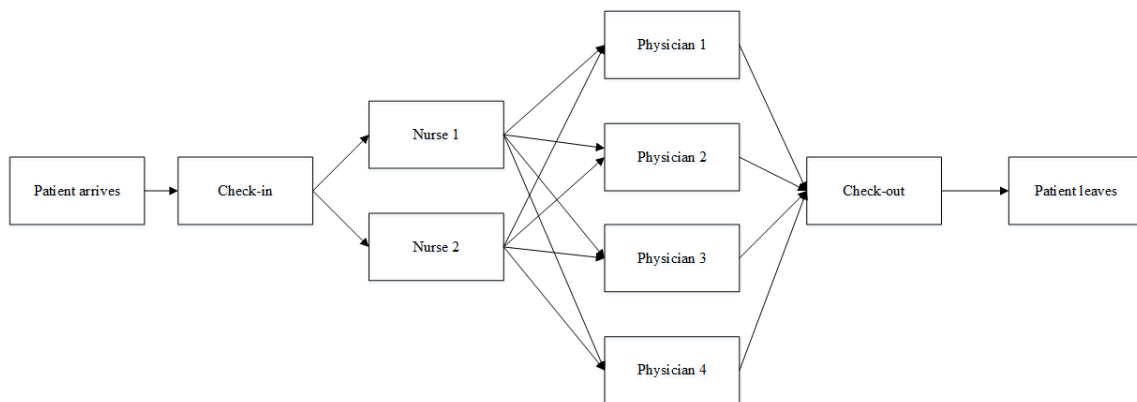 Patient arrives
Check-in
Nurse 1
Nurse 2
Physician 1
Physician 2
Physician 3
Physician 4
Check-out
Patient leaves